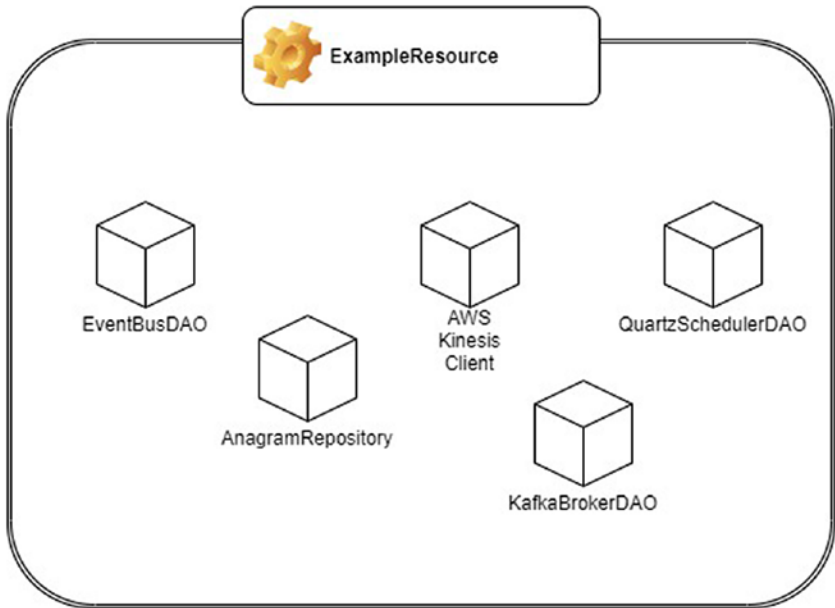 ExampleResource
EventBusDAO
AWS
Kinesis
Client
QuartzSchedulerDAO
AnagramRepository
KafkaBrokerDAO